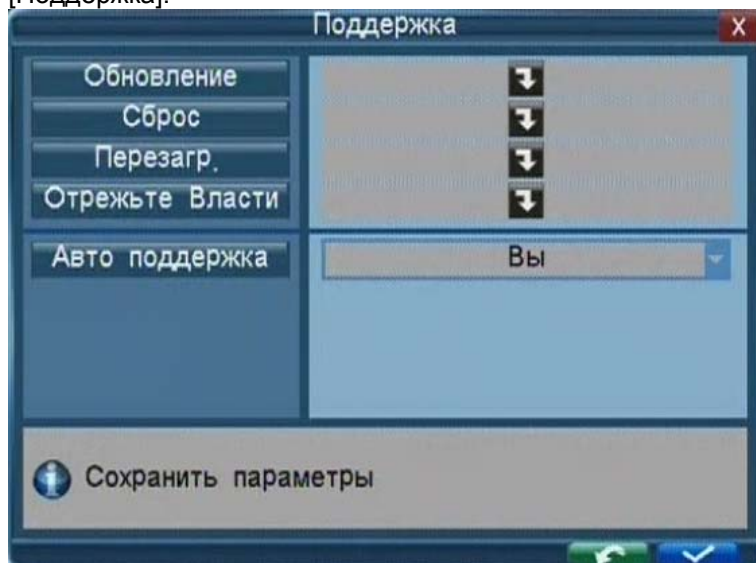 [Поддержка].
Поддержка X
Обновление
Сброс
Перезагр.
Отрежьте Власти
Авто поддержка Вы
Сохранить параметры